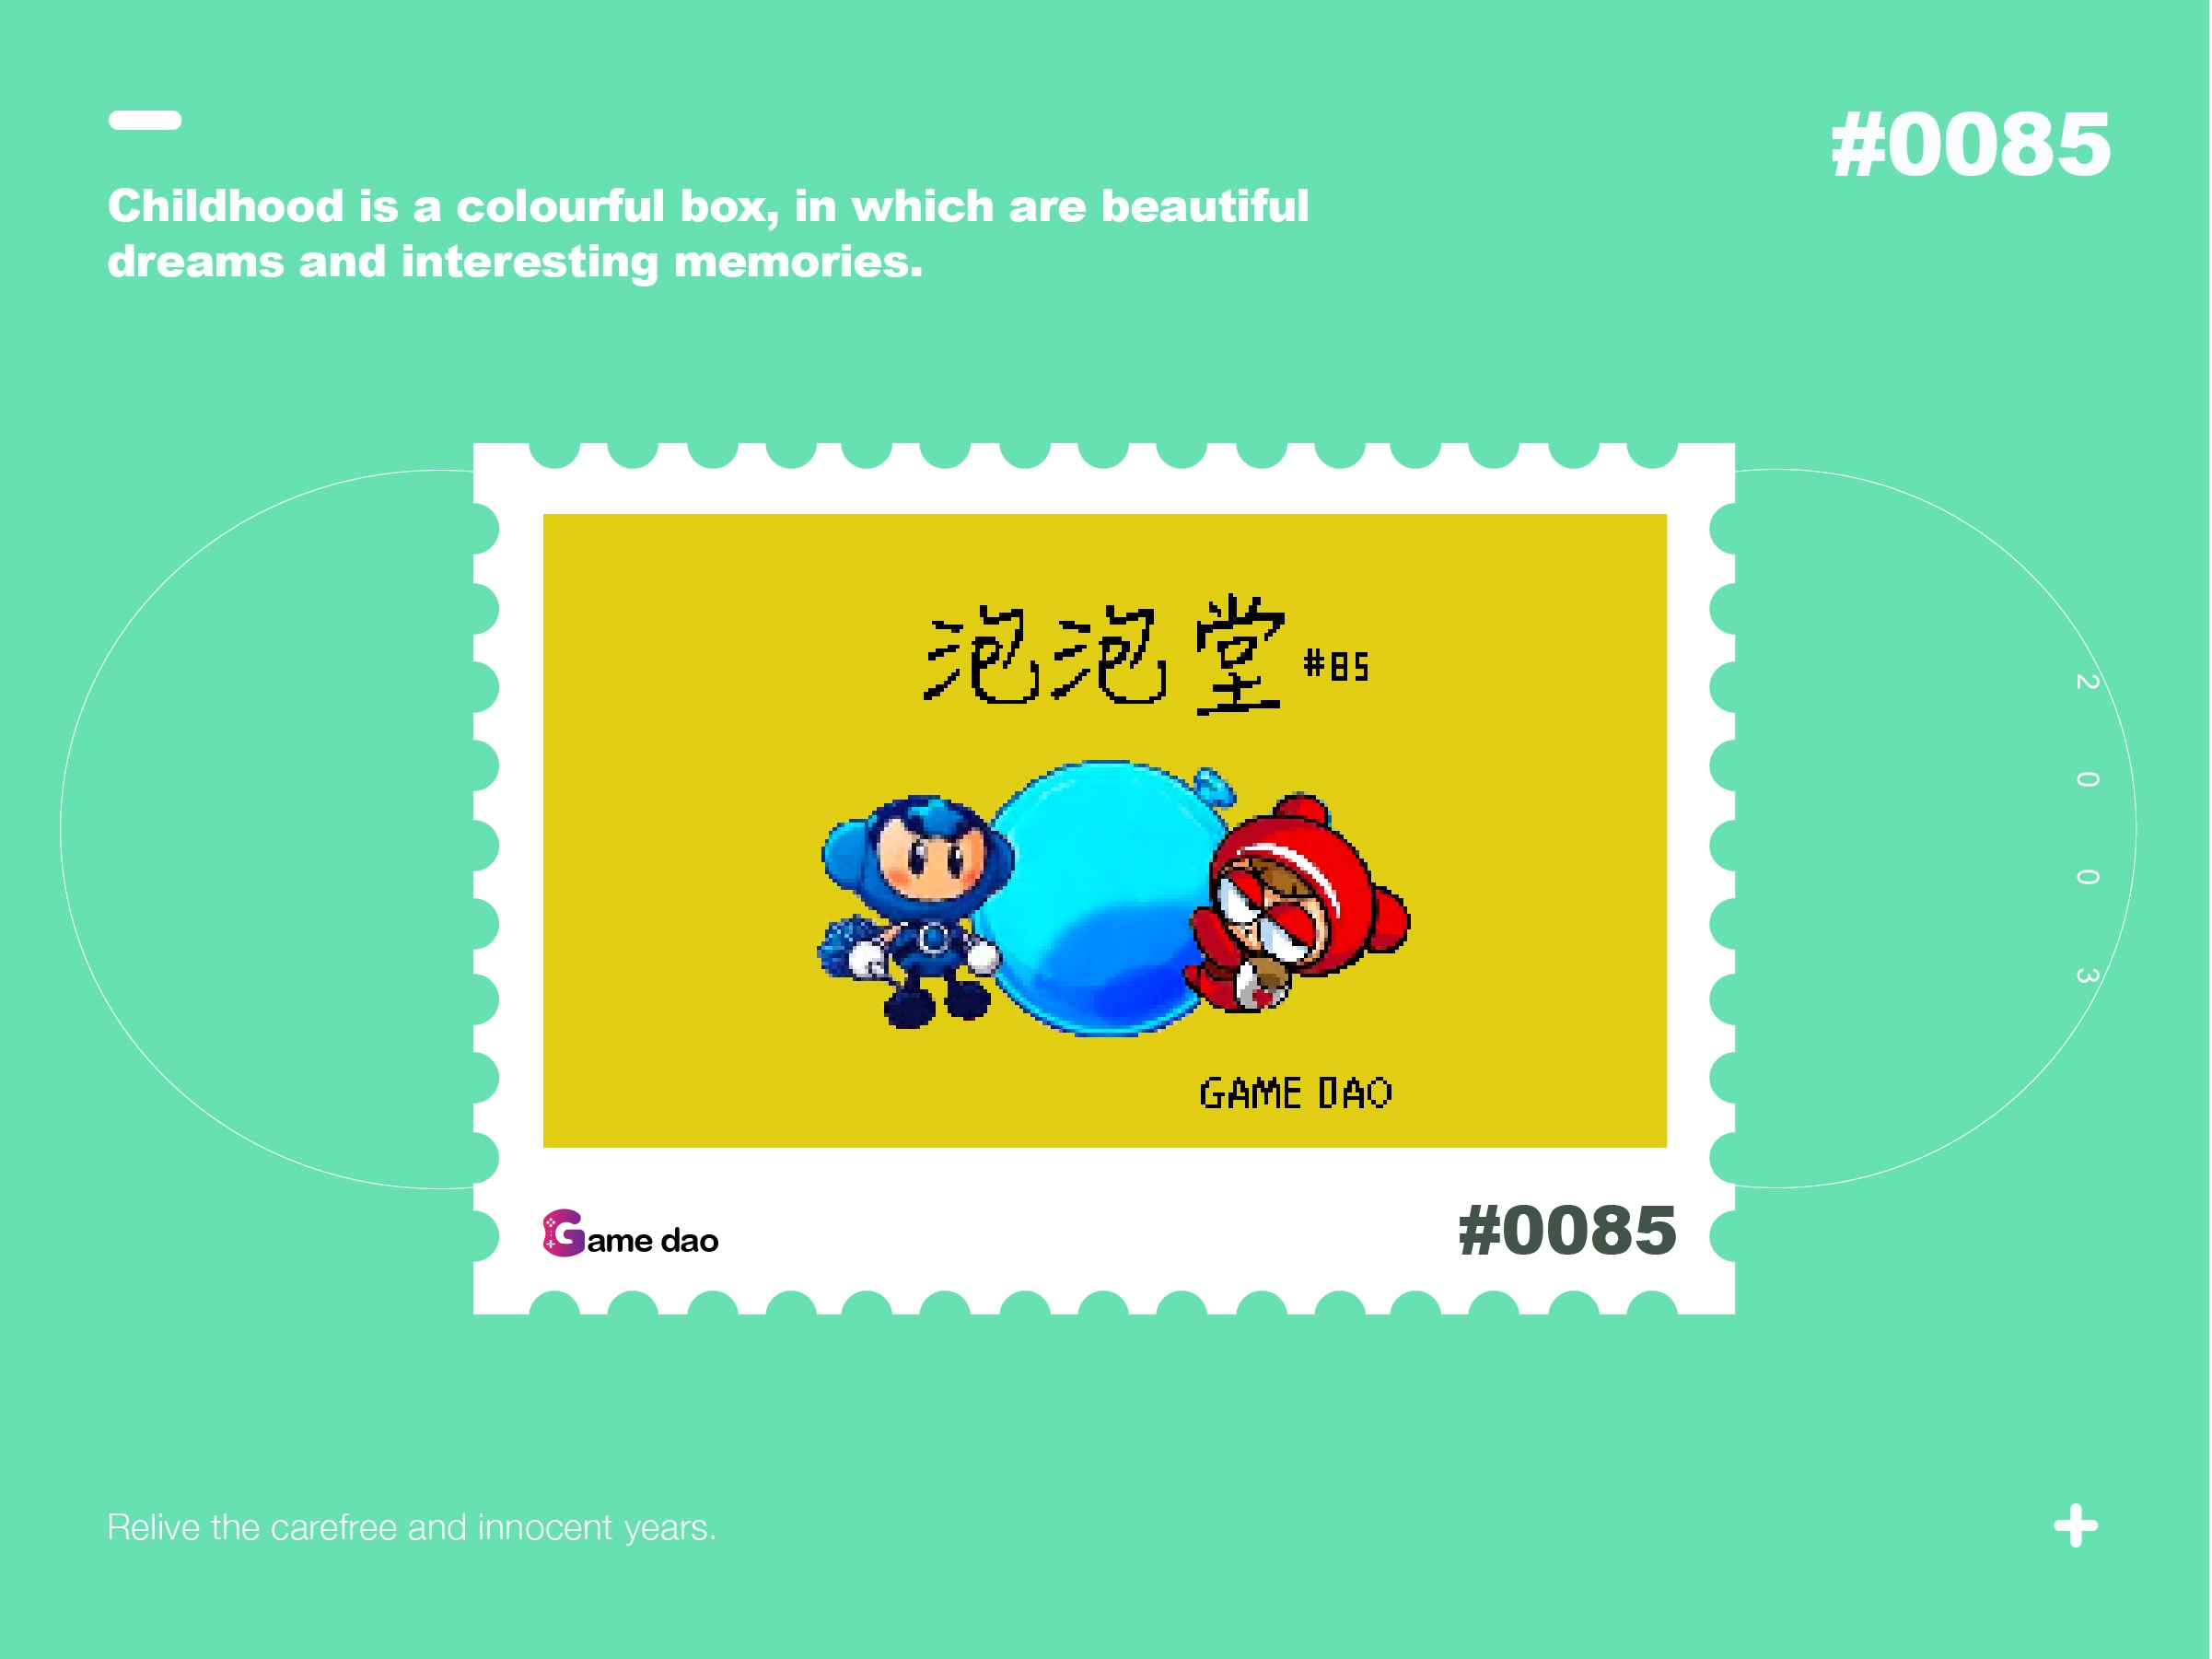 #0085
Childhood is a colourful box, in which are beautiful
dreams and interesting memories.
泡泡堂 #85
GAME DAO
Game dao
#0085
2003
Relive the carefree and innocent years.